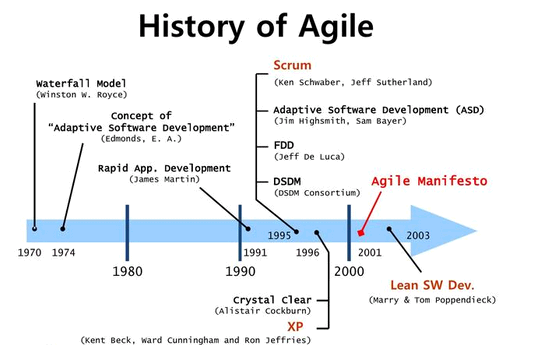 History of Agile
Scrum
(Ken Schwaber, Jeff Sutherland)
Waterfall Model
(Winston W. Royce)
Adaptive Software Development (ASD)
(Jim Highsmith, Sam Bayer)
Concept of
“Adaptive Software Development”
(Edmonds, E. A.)
FDD
(Jeff De Luca)
Rapid App. Development
(James Martin)
DSDM
(DSDM Consortium)
Agile Manifesto
1995
2003
1970
1974
1991
1996
2001
1980
1990
2000
Lean SW Dev.
(Marry & Tom Poppendieck)
Crystal Clear
(Alistair Cockburn)
XP
(Kent Beck, Ward Cunningham and Ron Jeffries)